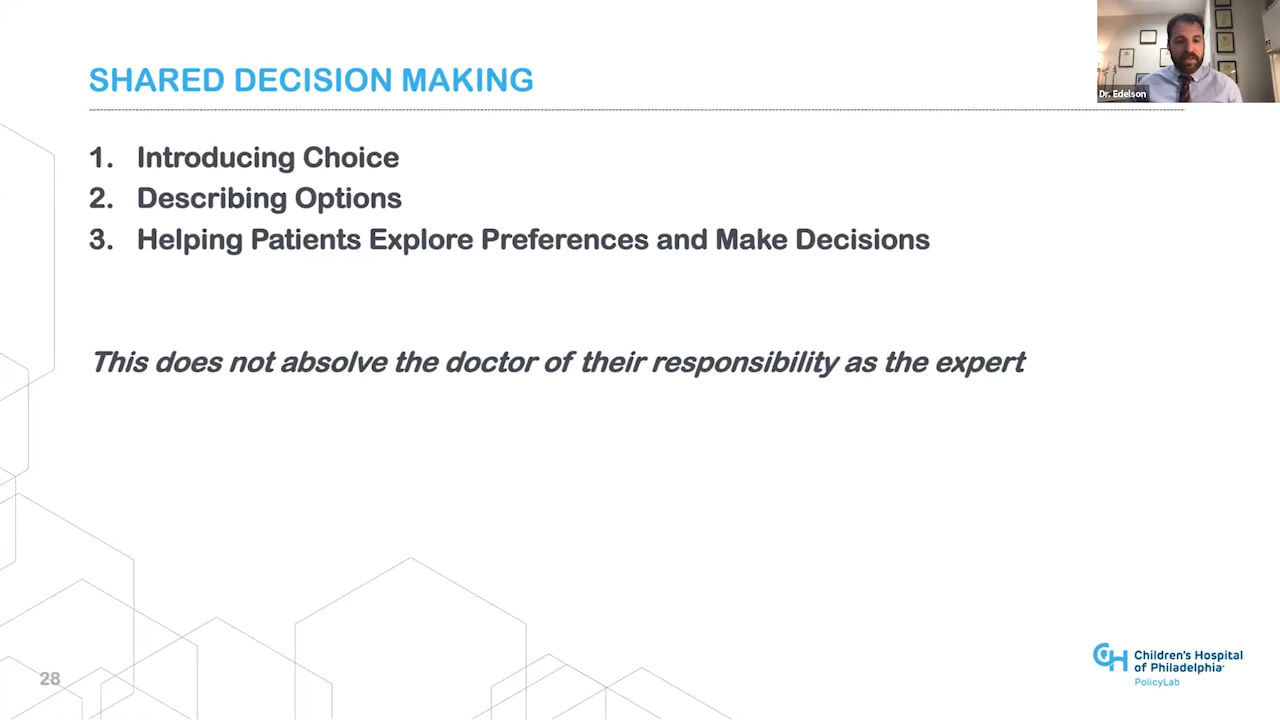 Dr. Edelson
SHARED DECISION MAKING
1. Introducing Choice
2. Describing Options
3. Helping Patients Explore Preferences and Make Decisions
This does not absolve the doctor of their responsibility as the expert
28
CH Children's Hospital
of Philadelphia
PolicyLab